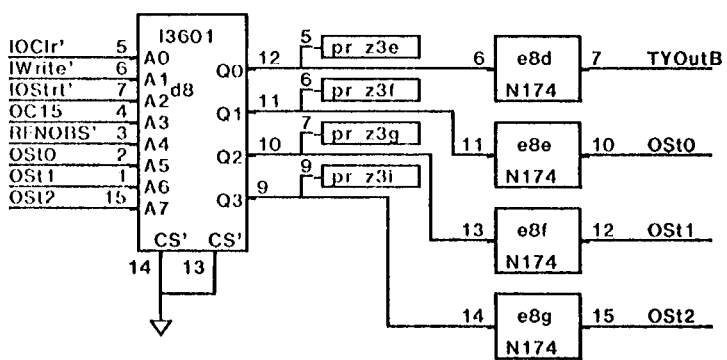 I3601
d8
IOClr' 5 A0
IWrite' 6 A1
IOStrt' 7 A2
OC15 4 A3
RFNOBS' 3 A4
OSt0 2 A5
OSt1 1 A6
OSt2 15 A7
Q0 12
Q1 11
Q2 10
Q3 9
CS' CS'
14 13
5 pr z3e
6 pr z3f
7 pr z3g
9 pr z3i
6 e8d 7 TYOutB
N174
11 e8e 10 OSt0
N174
13 e8f 12 OSt1
N174
14 e8g 15 OSt2
N174